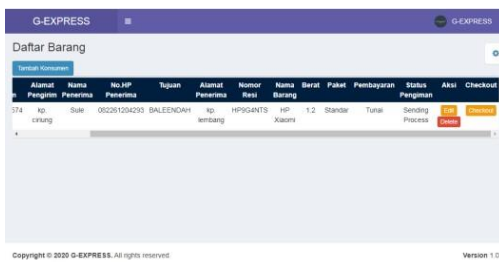 G-EXPRESS
G-EXPRESS
Daftar Barang
Tambah Konsumen
Alamat Nama No.HP Tujuan Alamat Nomor Nama Berat Paket Pembayaran Status Aksi Checkout
Pengirim Penerima Penerima Penerima Resi Barang Pengiman
574 kp. Sule 082261204293 BALEENDAH kp. HP9G4NTS HP 1.2 Standar Tunai Sending Edit Checkout
ciriung lembang Xiaomi Process Delete
Copyright © 2020 G-EXPRESS. All rights reserved. Version 1.0